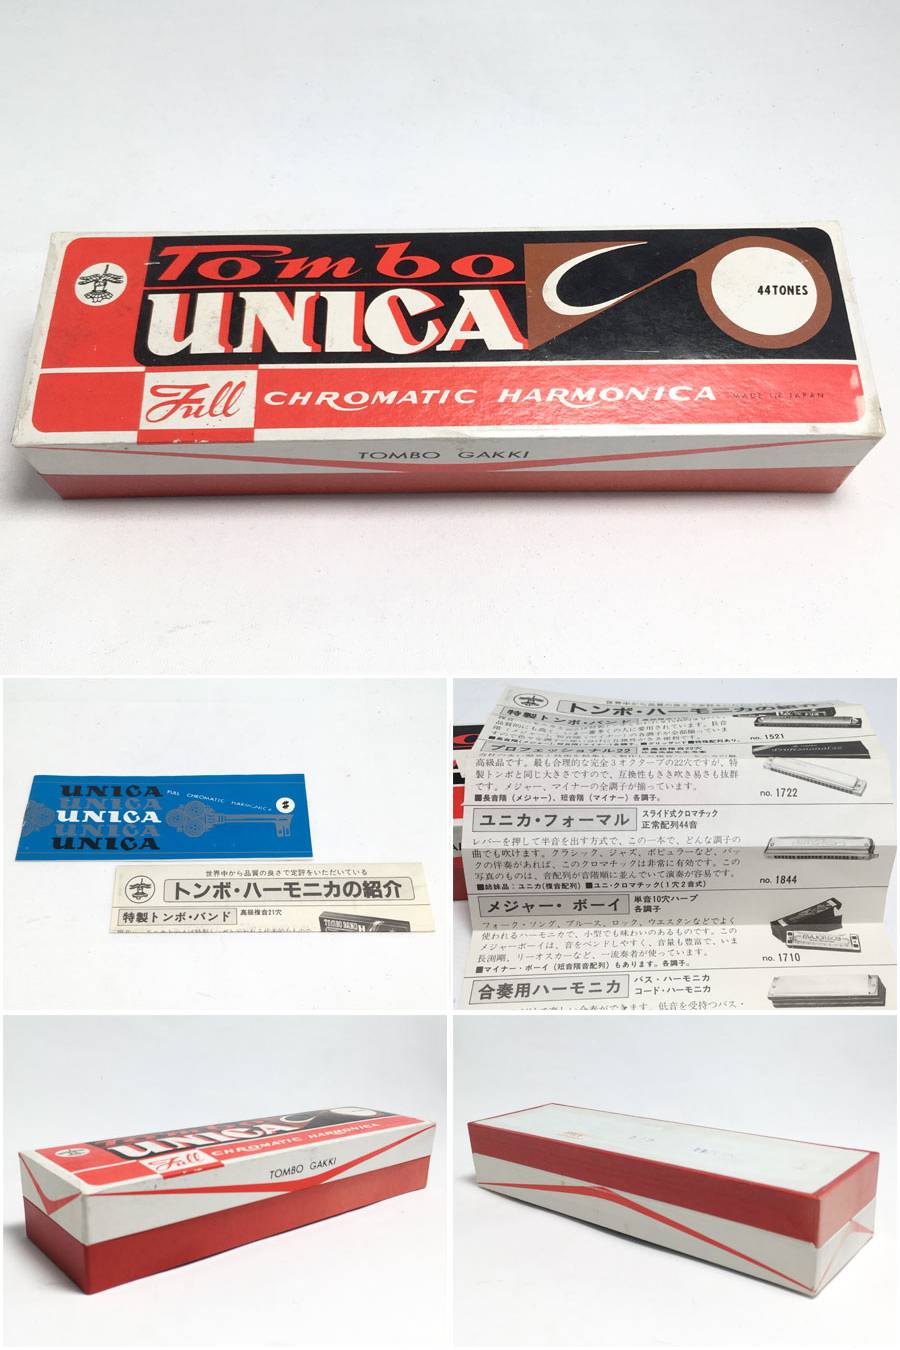 Tombo
UNICA
44 TONES
Full CHROMATIC HARMONICA MADE IN JAPAN
TOMBO GAKKI
UNICA
UNICA
UNICA
UNICA
UNICA
FULL CHROMATIC HARMONICA
#
世界中から品質の良さで定評をいただいている
トンボ・ハーモニカの紹介
特製トンボ・バンド 高級複音21穴
トンボ・ハーモニカの紹介
特製トンボ・バンド
no. 1521
プロフェッショナル22
高級品です。最も合理的な完全3オクターブの22穴ですが、特
製トンボと同じ大きさですので、互換性もきき吹き易さも抜群
です。メジャー、マイナーの全調子が揃っています。
■長音階（メジャー）、短音階（マイナー）各調子。
no. 1722
ユニカ・フォーマル スライド式クロマチック
正常配列44音
レバーを押して半音を出す方式で、この一本で、どんな調子の
曲でも吹けます。クラシック、ジャズ、ポピュラーなど、バッ
クの伴奏があれば、このクロマチックは非常に有効です。この
写真のものは、音配列が音階順に並んでいて演奏が容易です。
■姉妹品：ユニカ（複音配列）■ユニ・クロマチック（1穴2音式）
no. 1844
メジャー・ボーイ 単音10穴ハープ
各調子
フォーク・ソング、ブルース、ロック、ウエスタンなどでよく
使われるハーモニカで、小型でも味わいのあるものです。この
メジャーボーイは、音をベンドしやすく、音量も豊富で、いま
長渕剛、リーオスカーなど、一流奏者が使っています。
■マイナー・ボーイ（短音階音配列）もあります。各調子。
no. 1710
合奏用ハーモニカ バス・ハーモニカ
コード・ハーモニカ
UNICA
Full CHROMATIC HARMONICA
TOMBO GAKKI